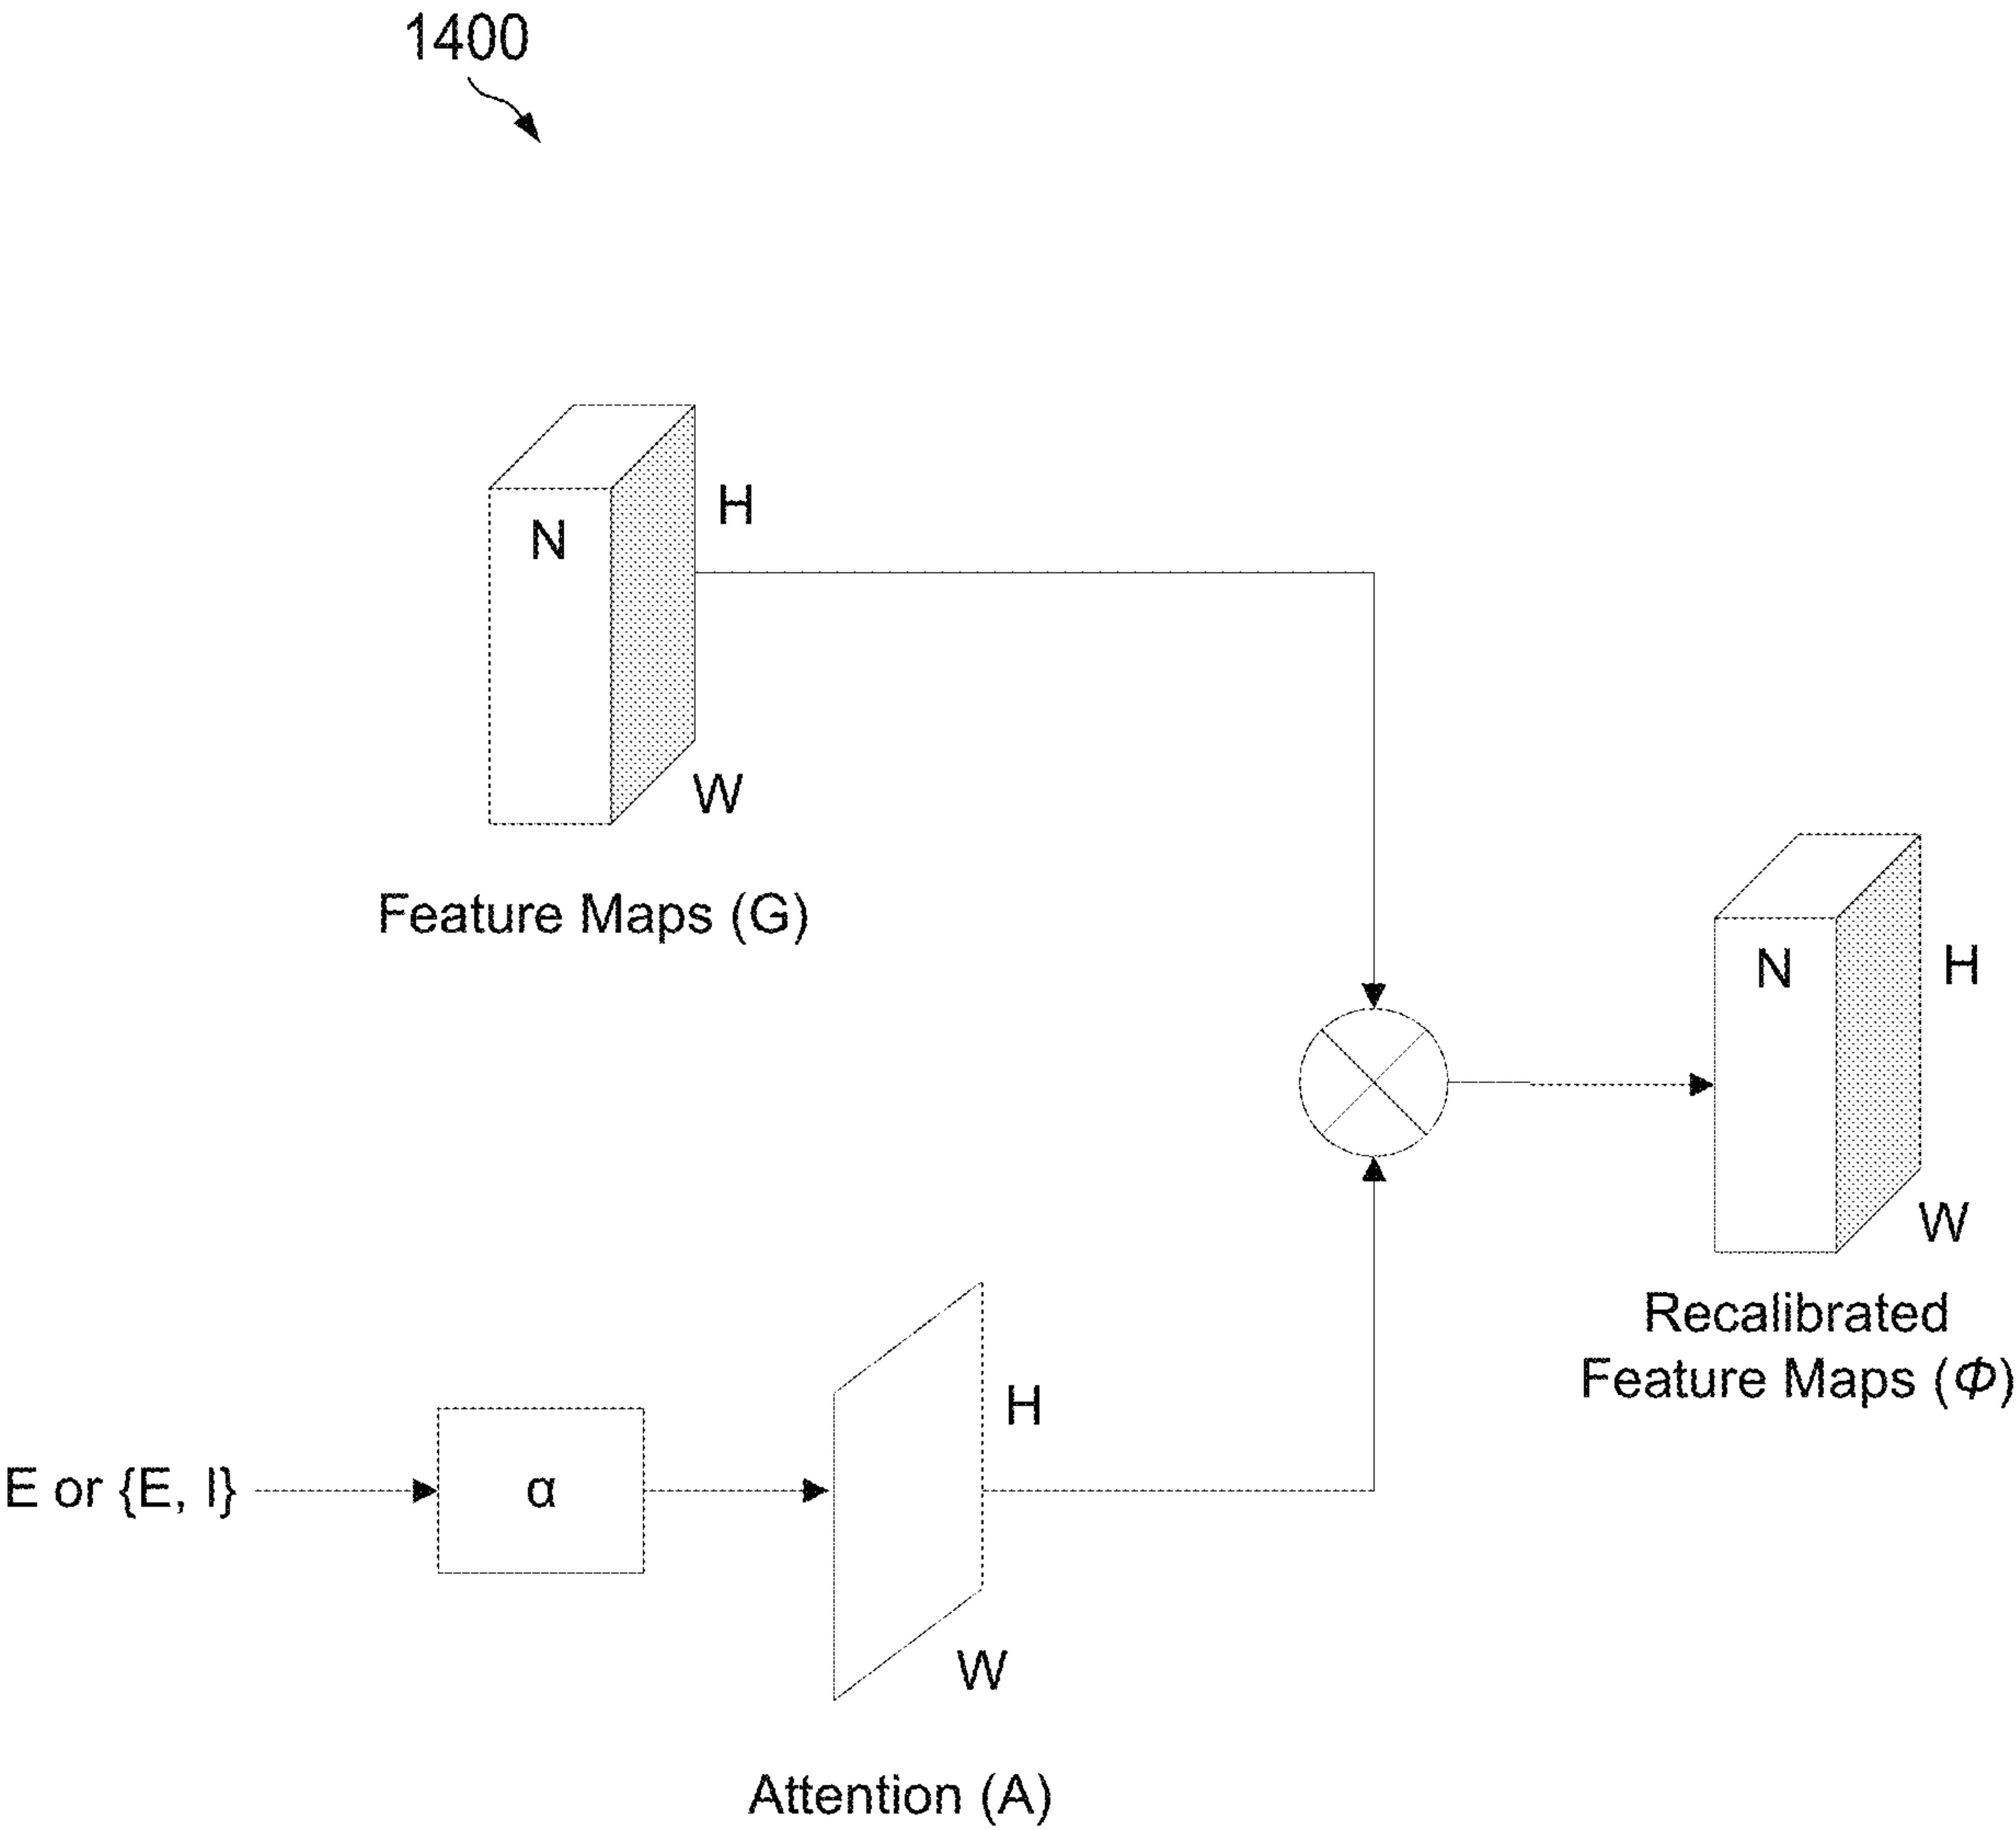 1400
N
H
W
Feature Maps (G)
N
H
W
Recalibrated
Feature Maps (Φ)
E or {E, I}
α
H
W
Attention (A)